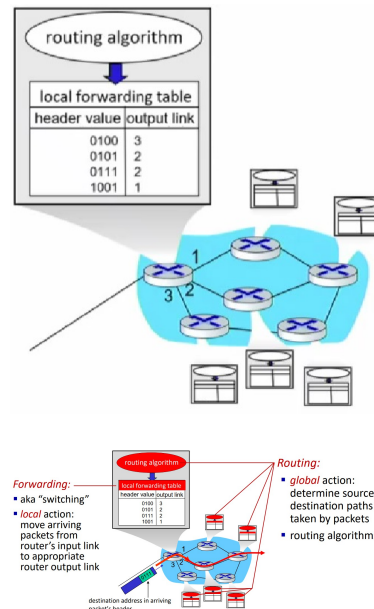 routing algorithm
local forwarding table
header value output link
0100 3
0101 2
0111 2
1001 1
1
2
3
routing algorithm
local forwarding table
header value output link
0100 3
0101 2
0111 2
1001 1
Forwarding:
▪ aka “switching”
▪ local action:
move arriving
packets from
router’s input link
to appropriate
router output link
1
2
3
0111
destination address in arriving
packet’s header
Routing:
▪ global action:
determine source
destination paths
taken by packets
▪ routing algorithm